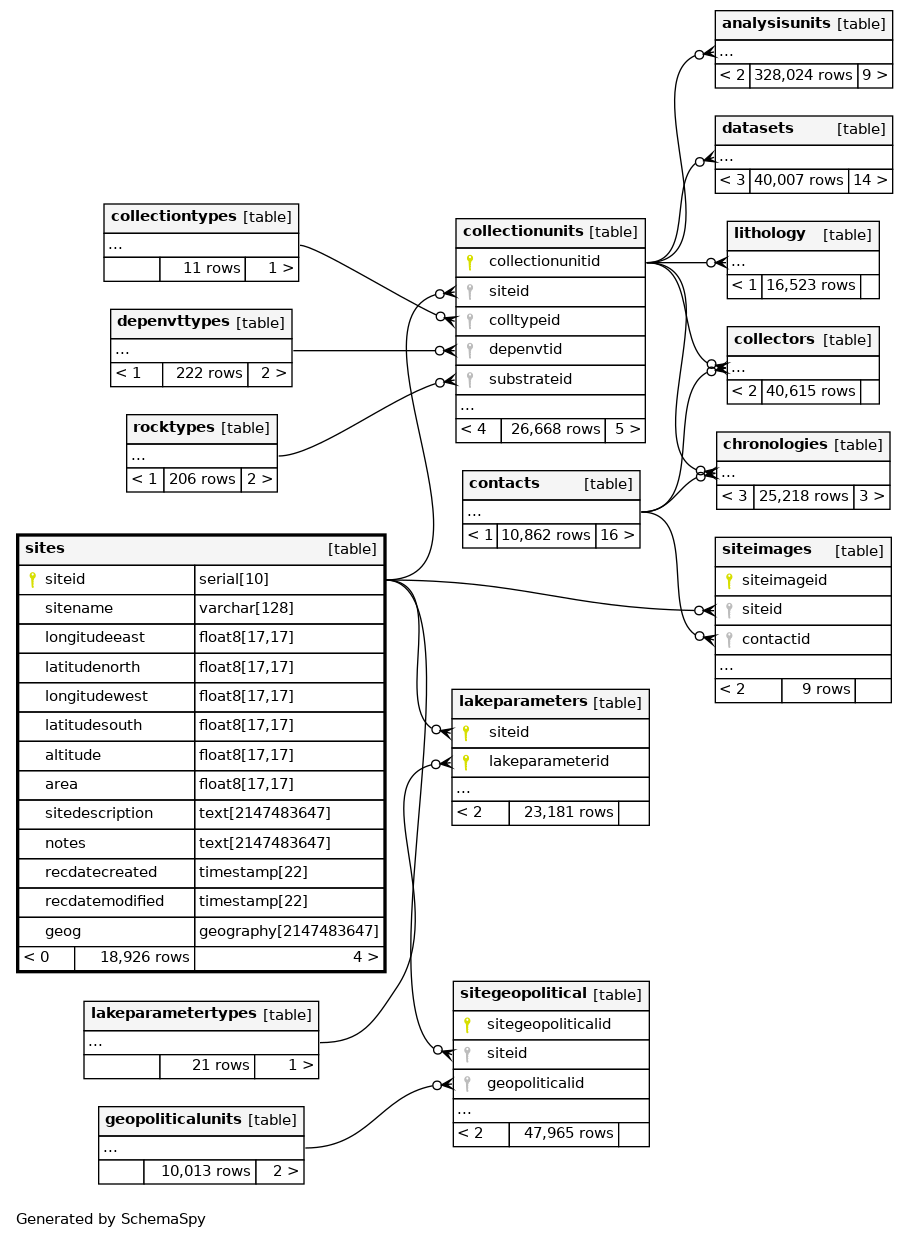 analysisunits [table]
...
< 2 328,024 rows 9 >
datasets [table]
...
< 3 40,007 rows 14 >
collectiontypes [table]
...
11 rows 1 >
collectionunits [table]
collectionunitid
siteid
colltypeid
depenvtid
substrateid
...
< 4 26,668 rows 5 >
lithology [table]
...
< 1 16,523 rows
depenvttypes [table]
...
< 1 222 rows 2 >
collectors [table]
...
< 2 40,615 rows
rocktypes [table]
...
< 1 206 rows 2 >
chronologies [table]
...
< 3 25,218 rows 3 >
contacts [table]
...
< 1 10,862 rows 16 >
sites [table]
siteid serial[10]
sitename varchar[128]
longitudeeast float8[17,17]
latitudenorth float8[17,17]
longitudewest float8[17,17]
latitudesouth float8[17,17]
altitude float8[17,17]
area float8[17,17]
sitedescription text[2147483647]
notes text[2147483647]
recdatecreated timestamp[22]
recdatemodified timestamp[22]
geog geography[2147483647]
< 0 18,926 rows 4 >
siteimages [table]
siteimageid
siteid
contactid
...
< 2 9 rows
lakeparameters [table]
siteid
lakeparameterid
...
< 2 23,181 rows
sitegeopolitical [table]
sitegeopoliticalid
siteid
geopoliticalid
...
< 2 47,965 rows
lakeparametertypes [table]
...
21 rows 1 >
geopoliticalunits [table]
...
10,013 rows 2 >
Generated by SchemaSpy